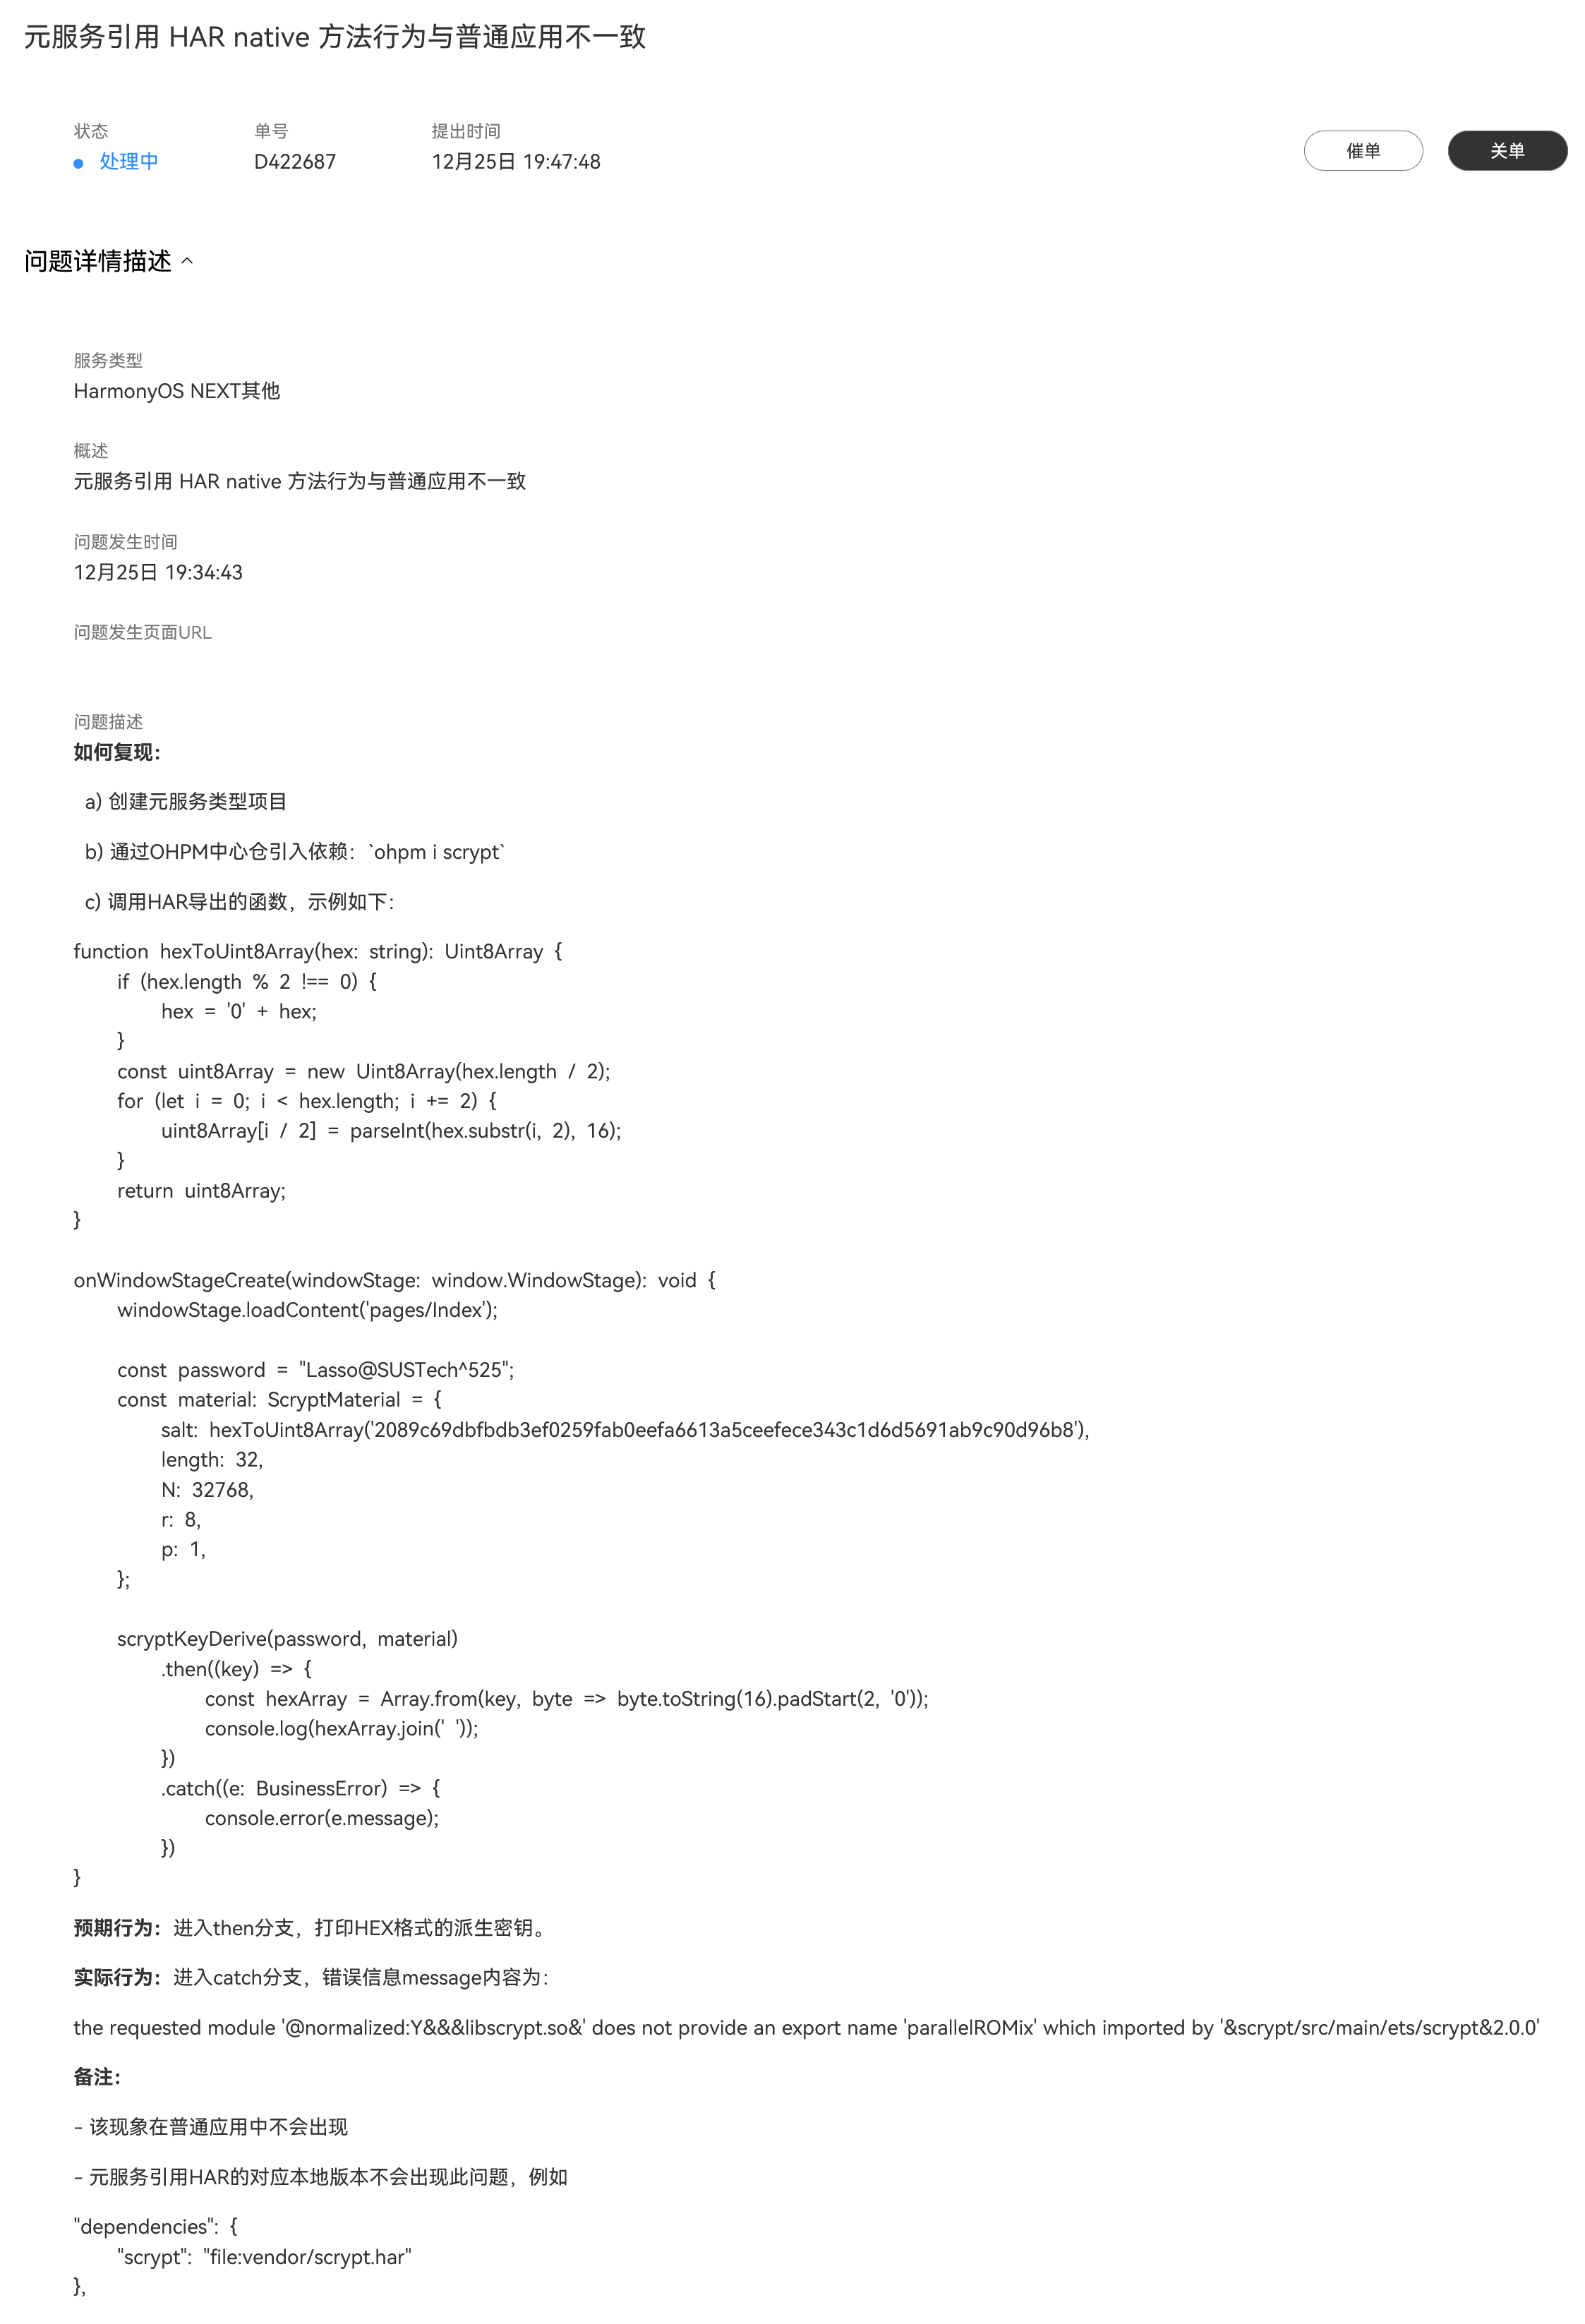 元服务引用 HAR native 方法行为与普通应用不一致
状态
单号
提出时间
处理中
D422687
12月25日 19:47:48
催单
关单
问题详情描述
服务类型
HarmonyOS NEXT其他
概述
元服务引用 HAR native 方法行为与普通应用不一致
问题发生时间
12月25日 19:34:43
问题发生页面URL
问题描述
如何复现：
a) 创建元服务类型项目
b) 通过OHPM中心仓引入依赖：`ohpm i scrypt`
c) 调用HAR导出的函数，示例如下：
function hexToUint8Array(hex: string): Uint8Array {
if (hex.length % 2 !== 0) {
hex = '0' + hex;
}
const uint8Array = new Uint8Array(hex.length / 2);
for (let i = 0; i < hex.length; i += 2) {
uint8Array[i / 2] = parseInt(hex.substr(i, 2), 16);
}
return uint8Array;
}
onWindowStageCreate(windowStage: window.WindowStage): void {
windowStage.loadContent('pages/Index');
const password = "Lasso@SUSTech^525";
const material: ScryptMaterial = {
salt: hexToUint8Array('2089c69dbfbdb3ef0259fab0eefa6613a5ceefece343c1d6d5691ab9c90d96b8'),
length: 32,
N: 32768,
r: 8,
p: 1,
};
scryptKeyDerive(password, material)
.then((key) => {
const hexArray = Array.from(key, byte => byte.toString(16).padStart(2, '0'));
console.log(hexArray.join(' '));
})
.catch((e: BusinessError) => {
console.error(e.message);
})
}
预期行为：进入then分支，打印HEX格式的派生密钥。
实际行为：进入catch分支，错误信息message内容为：
the requested module '@normalized:Y&&&libscrypt.so&' does not provide an export name 'parallelROMix' which imported by '&scrypt/src/main/ets/scrypt&2.0.0'
备注：
- 该现象在普通应用中不会出现
- 元服务引用HAR的对应本地版本不会出现此问题，例如
"dependencies": {
"scrypt": "file:vendor/scrypt.har"
},